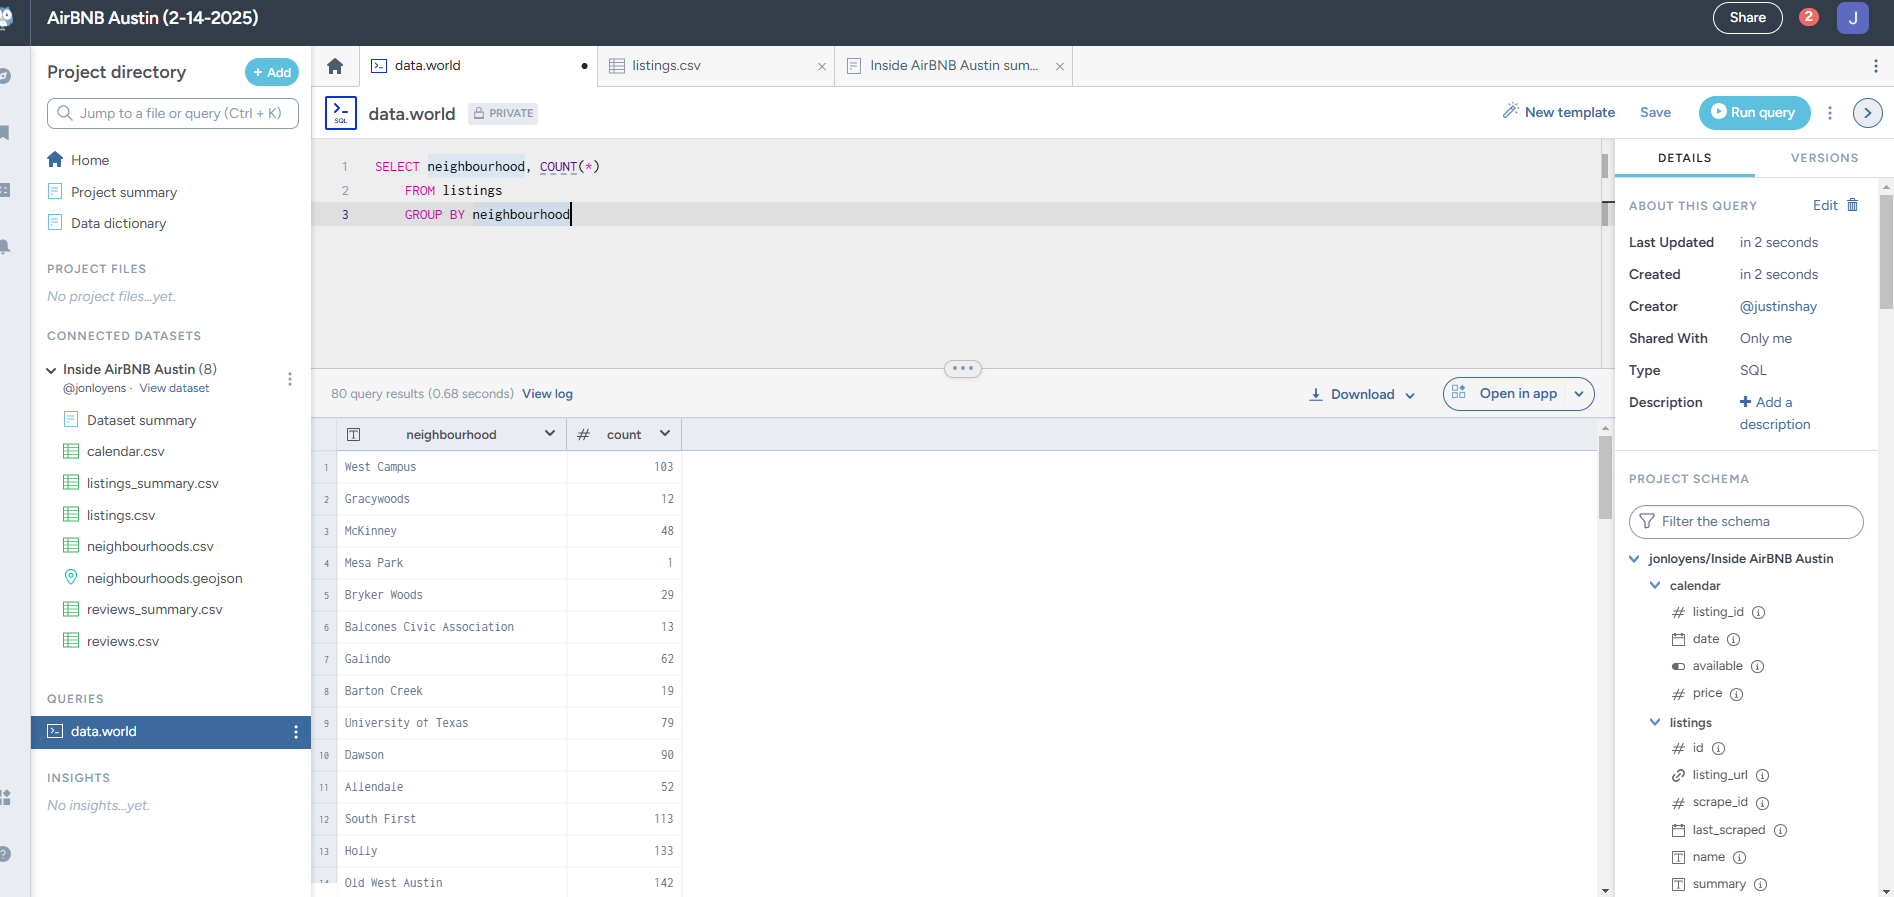 AirBNB Austin (2-14-2025)
Share
2
J
Project directory
+ Add
Jump to a file or query (Ctrl + K)
Home
Project summary
Data dictionary
PROJECT FILES
No project files...yet.
CONNECTED DATASETS
Inside AirBNB Austin (8)
@jonloyens · View dataset
Dataset summary
calendar.csv
listings_summary.csv
listings.csv
neighbourhoods.csv
neighbourhoods.geojson
reviews_summary.csv
reviews.csv
QUERIES
data.world
INSIGHTS
No insights...yet.
data.world
listings.csv
Inside AirBNB Austin sum...
SQL
data.world
PRIVATE
New template
Save
Run query
1 SELECT neighbourhood, COUNT(*)
2 FROM listings
3 GROUP BY neighbourhood
80 query results (0.68 seconds) View log
Download
Open in app
neighbourhood # count
1 West Campus 103
2 Gracywoods 12
3 McKinney 48
4 Mesa Park 1
5 Bryker Woods 29
6 Balcones Civic Association 13
7 Galindo 62
8 Barton Creek 19
9 University of Texas 79
10 Dawson 90
11 Allendale 52
12 South First 113
13 Holly 133
14 Old West Austin 142
DETAILS
VERSIONS
ABOUT THIS QUERY
Edit
Last Updated in 2 seconds
Created in 2 seconds
Creator @justinshay
Shared With Only me
Type SQL
Description + Add a
description
PROJECT SCHEMA
Filter the schema
jonloyens/Inside AirBNB Austin
calendar
# listing_id
date
available
# price
listings
# id
listing_url
# scrape_id
last_scraped
name
summary